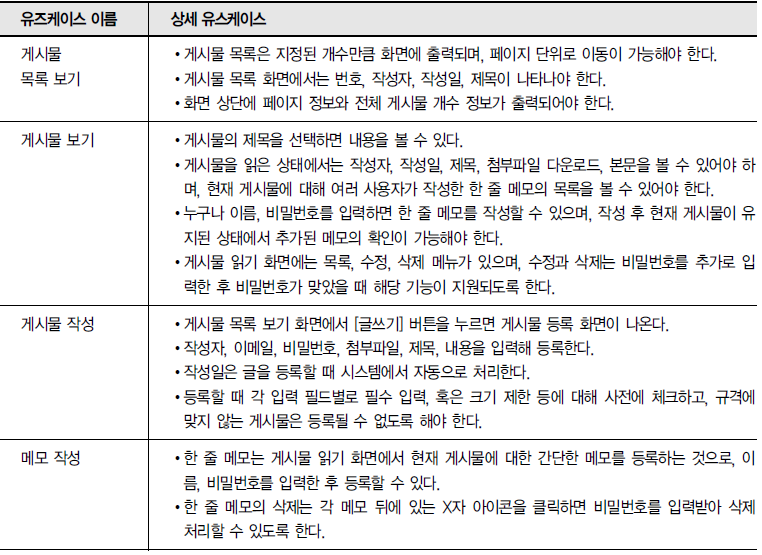 유즈케이스 이름 상세 유스케이스
게시물
목록 보기
• 게시물 목록은 지정된 개수만큼 화면에 출력되며, 페이지 단위로 이동이 가능해야 한다.
• 게시물 목록 화면에서는 번호, 작성자, 작성일, 제목이 나타나야 한다.
• 화면 상단에 페이지 정보와 전체 게시물 개수 정보가 출력되어야 한다.
게시물 보기
• 게시물의 제목을 선택하면 내용을 볼 수 있다.
• 게시물을 읽은 상태에서는 작성자, 작성일, 제목, 첨부파일 다운로드, 본문을 볼 수 있어야 하
며, 현재 게시물에 대해 여러 사용자가 작성한 한 줄 메모의 목록을 볼 수 있어야 한다.
• 누구나 이름, 비밀번호를 입력하면 한 줄 메모를 작성할 수 있으며, 작성 후 현재 게시물이 유
지된 상태에서 추가된 메모의 확인이 가능해야 한다.
• 게시물 읽기 화면에는 목록, 수정, 삭제 메뉴가 있으며, 수정과 삭제는 비밀번호를 추가로 입
력한 후 비밀번호가 맞았을 때 해당 기능이 지원되도록 한다.
게시물 작성
• 게시물 목록 보기 화면에서 [글쓰기] 버튼을 누르면 게시물 등록 화면이 나온다.
• 작성자, 이메일, 비밀번호, 첨부파일, 제목, 내용을 입력해 등록한다.
• 작성일은 글을 등록할 때 시스템에서 자동으로 처리한다.
• 등록할 때 각 입력 필드별로 필수 입력, 혹은 크기 제한 등에 대해 사전에 체크하고, 규격에
맞지 않는 게시물은 등록될 수 없도록 해야 한다.
메모 작성
• 한 줄 메모는 게시물 읽기 화면에서 현재 게시물에 대한 간단한 메모를 등록하는 것으로, 이
름, 비밀번호를 입력한 후 등록할 수 있다.
• 한 줄 메모의 삭제는 각 메모 뒤에 있는 X자 아이콘을 클릭하면 비밀번호를 입력받아 삭제
처리할 수 있도록 한다.